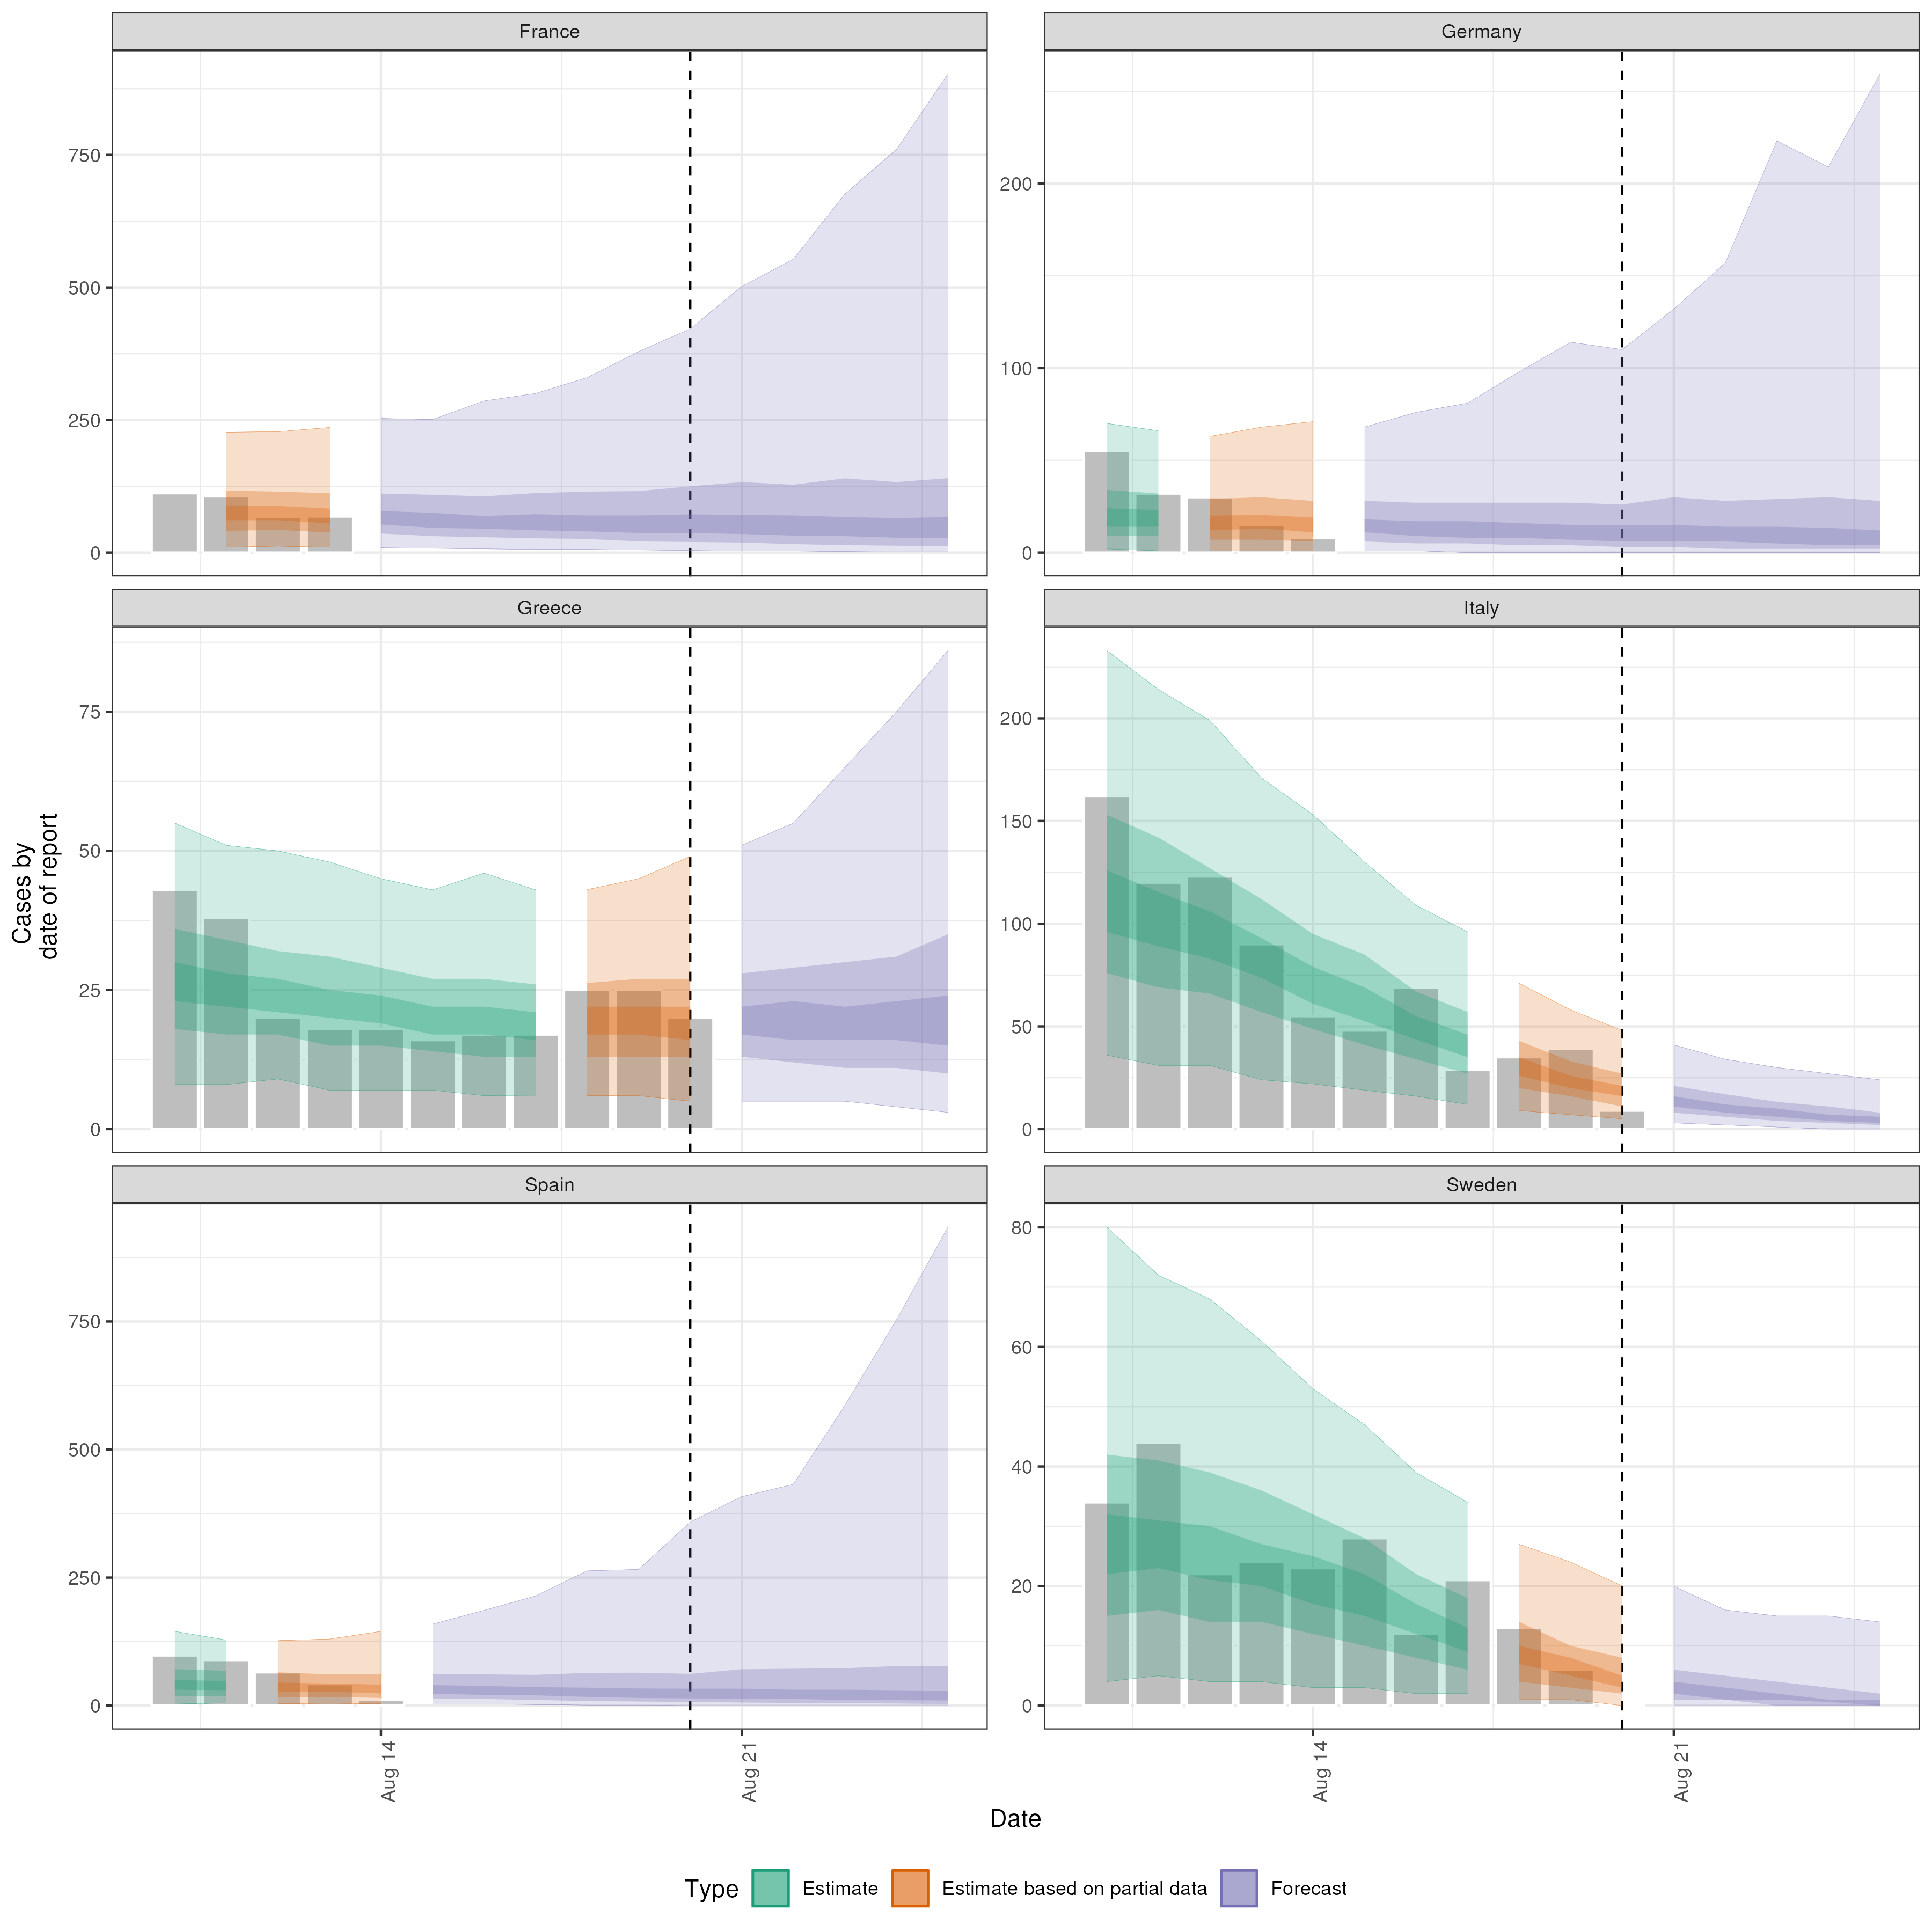 France
Germany
750
500
250
0
200
100
0
Greece
Italy
75
50
25
0
200
150
100
50
0
Cases by
date of report
Spain
Sweden
750
500
250
0
80
60
40
20
0
Aug 14
Aug 21
Aug 14
Aug 21
Date
Type Estimate Estimate based on partial data Forecast